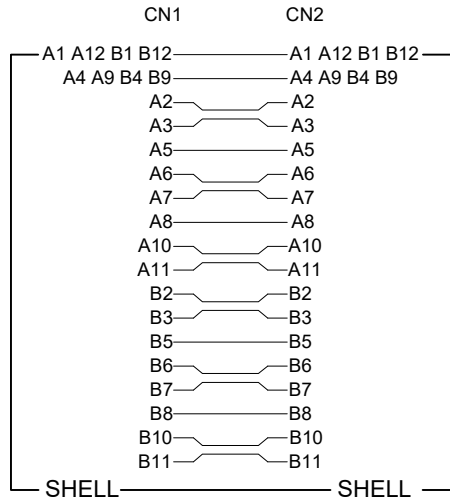 CN1 CN2
A1 A12 B1 B12 A1 A12 B1 B12
A4 A9 B4 B9 A4 A9 B4 B9
A2 A2
A3 A3
A5 A5
A6 A6
A7 A7
A8 A8
A10 A10
A11 A11
B2 B2
B3 B3
B5 B5
B6 B6
B7 B7
B8 B8
B10 B10
B11 B11
SHELL SHELL